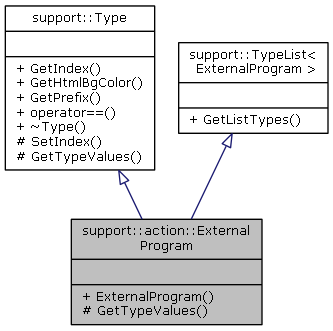 support::Type
+ GetIndex()
+ GetHtmlBgColor()
+ GetPrefix()
+ operator==()
+ ~Type()
# SetIndex()
# GetTypeValues()
support::TypeList<
ExternalProgram >
+ GetListTypes()
support::action::External
Program
+ ExternalProgram()
# GetTypeValues()